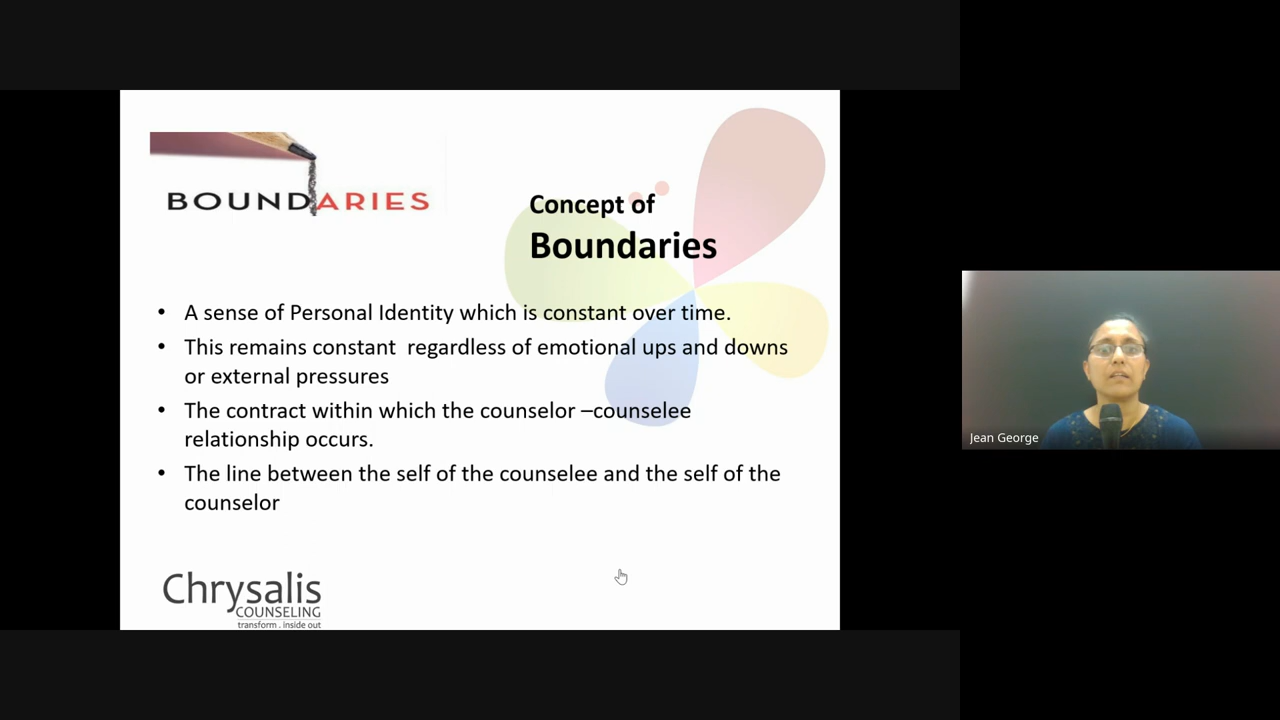 BOUNDARIES
Concept of
Boundaries
• A sense of Personal Identity which is constant over time.
• This remains constant  regardless of emotional ups and downs
or external pressures
• The contract within which the counselor –counselee
relationship occurs.
• The line between the self of the counselee and the self of the
counselor
Chrysalis
COUNSELING
transform . inside out
Jean George